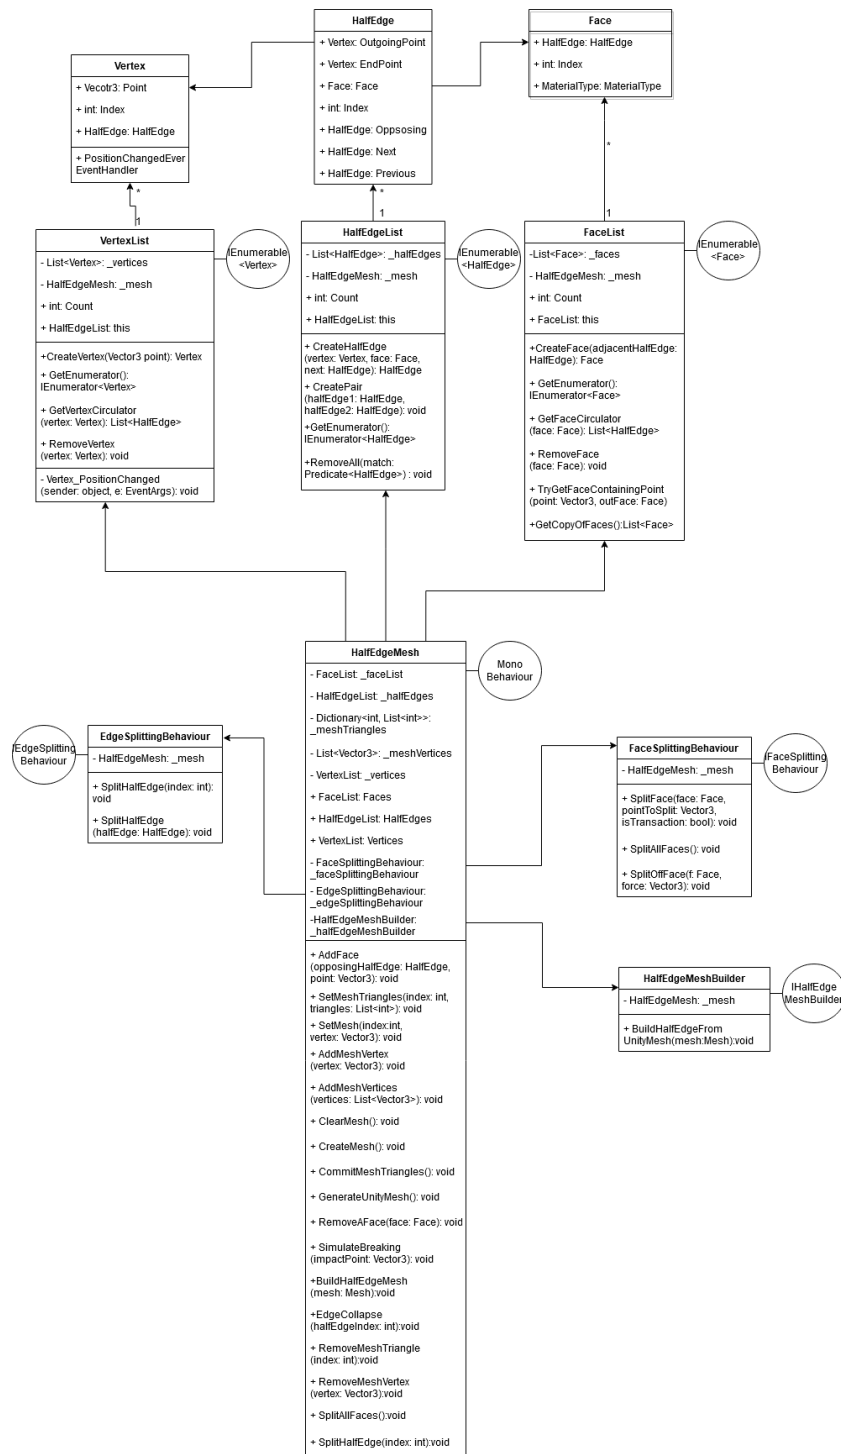 HalfEdge
+ Vertex: OutgoingPoint
+ Vertex: EndPoint
+ Face: Face
+ int: Index
+ HalfEdge: Oppsosing
+ HalfEdge: Next
+ HalfEdge: Previous
Face
+ HalfEdge: HalfEdge
+ int: Index
+ MaterialType: MaterialType
Vertex
+ Vecotr3: Point
+ int: Index
+ HalfEdge: HalfEdge
+ PositionChangedEver
EventHandler
*
1
*
1
*
1
VertexList
- List<Vertex>: _vertices
- HalfEdgeMesh: _mesh
+ int: Count
+ HalfEdgeList: this
+CreateVertex(Vector3 point): Vertex
+ GetEnumerator():
IEnumerator<Vertex>
+ GetVertexCirculator
(vertex: Vertex): List<HalfEdge>
+ RemoveVertex
(vertex: Vertex): void
- Vertex_PositionChanged
(sender: object, e: EventArgs): void
IEnumerable
<Vertex>
HalfEdgeList
- List<HalfEdge>: _halfEdges
- HalfEdgeMesh: _mesh
+ int: Count
+ HalfEdgeList: this
+ CreateHalfEdge
(vertex: Vertex, face: Face,
next: HalfEdge): HalfEdge
+ CreatePair
(halfEdge1: HalfEdge,
halfEdge2: HalfEdge): void
+GetEnumerator():
IEnumerator<HalfEdge>
+RemoveAll(match:
Predicate<HalfEdge>) : void
IEnumerable
<HalfEdge>
FaceList
-List<Face>: _faces
- HalfEdgeMesh: _mesh
+ int: Count
+ FaceList: this
+CreateFace(adjacentHalfEdge:
HalfEdge): Face
+ GetEnumerator():
IEnumerator<Face>
+ GetFaceCirculator
(face: Face): List<HalfEdge>
+ RemoveFace
(face: Face): void
+ TryGetFaceContainingPoint
(point: Vector3, outFace: Face)
+GetCopyOfFaces():List<Face>
IEnumerable
<Face>
HalfEdgeMesh
- FaceList: _faceList
- HalfEdgeList: _halfEdges
- Dictionary<int, List<int>>:
_meshTriangles
- List<Vector3>: _meshVertices
- VertexList: _vertices
+ FaceList: Faces
+ HalfEdgeList: HalfEdges
+ VertexList: Vertices
- FaceSplittingBehaviour:
_faceSplittingBehaviour
- EdgeSplittingBehaviour:
_edgeSplittingBehaviour
-HalfEdgeMeshBuilder:
_halfEdgeMeshBuilder
+ AddFace
(opposingHalfEdge: HalfEdge,
point: Vector3): void
+ SetMeshTriangles(index: int,
triangles: List<int>): void
+ SetMesh(index:int,
vertex: Vector3): void
+ AddMeshVertex
(vertex: Vector3): void
+ AddMeshVertices
(vertices: List<Vector3>): void
+ ClearMesh(): void
+ CreateMesh(): void
+ CommitMeshTriangles(): void
+ GenerateUnityMesh(): void
+ RemoveAFace(face: Face): void
+ SimulateBreaking
(impactPoint: Vector3): void
+BuildHalfEdgeMesh
(mesh: Mesh):void
+EdgeCollapse
(halfEdgeIndex: int):void
+ RemoveMeshTriangle
(index: int):void
+ RemoveMeshVertex
(vertex: Vector3):void
+ SplitAllFaces():void
+ SplitHalfEdge(index: int):void
Mono
Behaviour
IEdgeSplitting
Behaviour
EdgeSplittingBehaviour
- HalfEdgeMesh: _mesh
+ SplitHalfEdge(index: int):
void
+ SplitHalfEdge
(halfEdge: HalfEdge): void
FaceSplittingBehaviour
- HalfEdgeMesh: _mesh
+ SplitFace(face: Face,
pointToSplit: Vector3,
isTransaction: bool): void
+ SplitAllFaces(): void
+ SplitOffFace(f: Face,
force: Vector3): void
IFaceSplitting
Behaviour
HalfEdgeMeshBuilder
- HalfEdgeMesh: _mesh
+ BuildHalfEdgeFrom
UnityMesh(mesh:Mesh):void
IHalfEdge
MeshBuilder